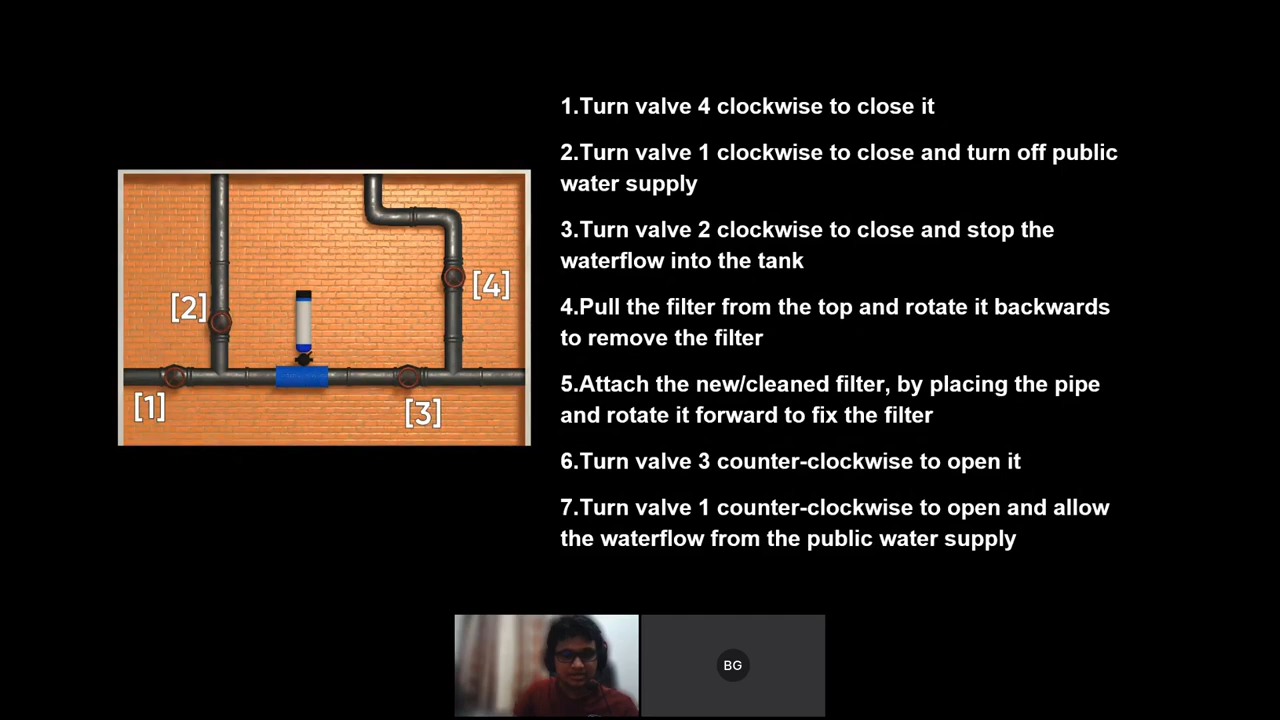 1.Turn valve 4 clockwise to close it
2.Turn valve 1 clockwise to close and turn off public
water supply
3.Turn valve 2 clockwise to close and stop the
waterflow into the tank
4.Pull the filter from the top and rotate it backwards
to remove the filter
5.Attach the new/cleaned filter, by placing the pipe
and rotate it forward to fix the filter
6.Turn valve 3 counter-clockwise to open it
7.Turn valve 1 counter-clockwise to open and allow
the waterflow from the public water supply
[4]
[2]
[1]
[3]
BG